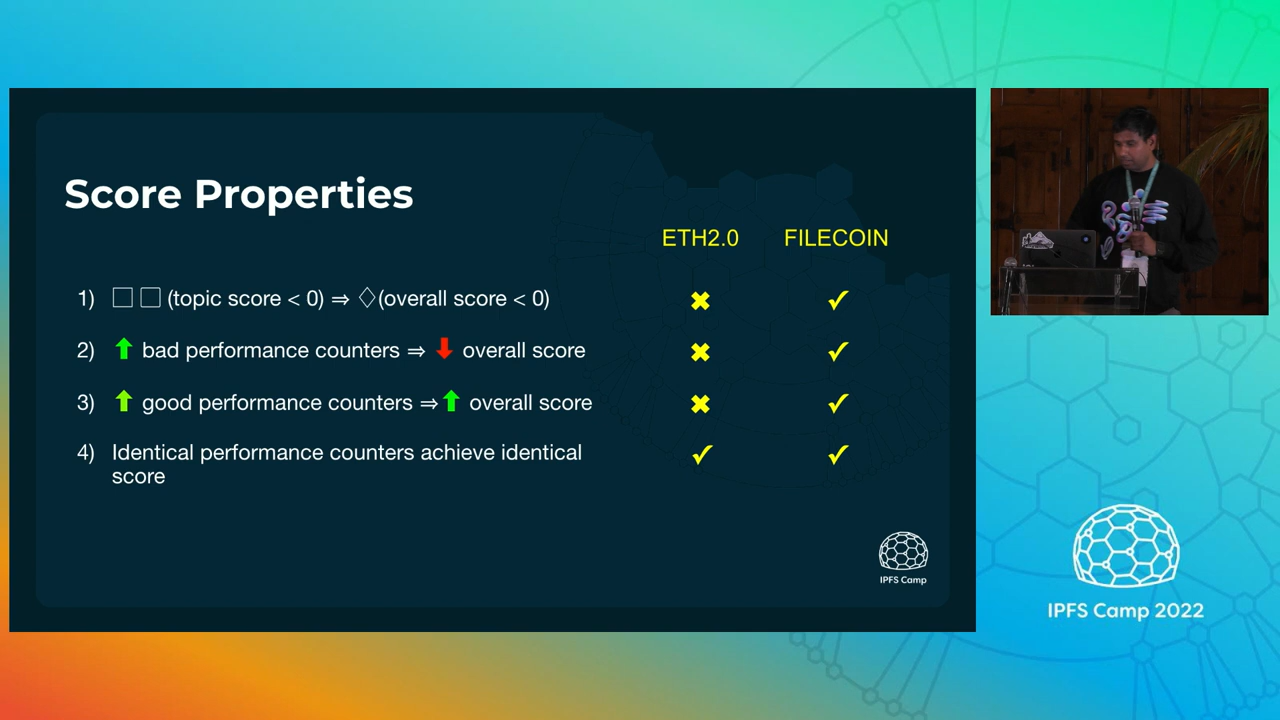 Score Properties
ETH2.0 FILECOIN
1) □ □ (topic score < 0) ⇒ ◇(overall score < 0) ✖ ✓
2) ⬆ bad performance counters ⇒ ⬇ overall score ✖ ✓
3) ⬆ good performance counters ⇒ ⬆ overall score ✖ ✓
4) Identical performance counters achieve identical ✓ ✓
score
IPFS Camp
IPFS Camp 2022